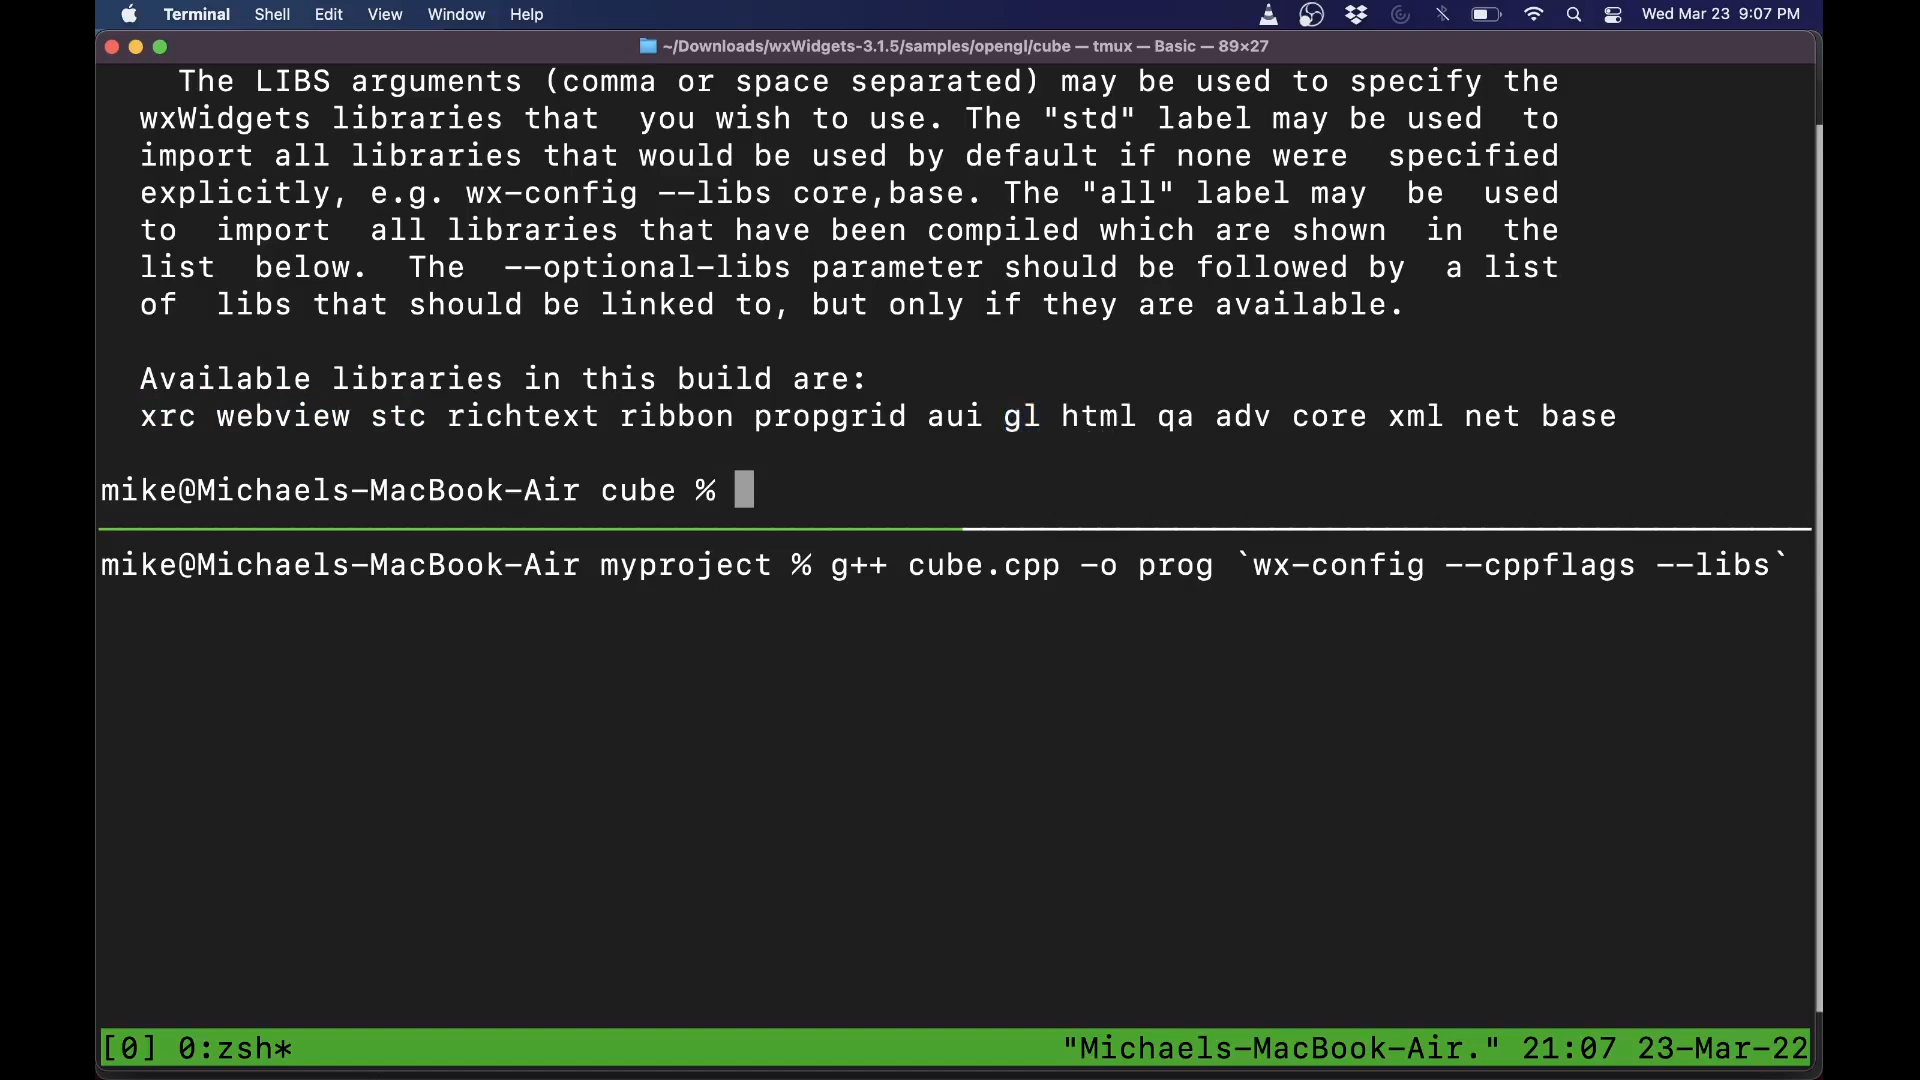 Terminal Shell Edit View Window Help Wed Mar 23 9:07 PM
~/Downloads/wxWidgets-3.1.5/samples/opengl/cube — tmux — Basic — 89×27
The LIBS arguments (comma or space separated) may be used to specify the
wxWidgets libraries that  you wish to use. The "std" label may be used  to
import all libraries that would be used by default if none were  specified
explicitly, e.g. wx-config --libs core,base. The "all" label may  be  used
to  import  all libraries that have been compiled which are shown  in  the
list  below.  The  --optional-libs parameter should be followed by  a list
of  libs that should be linked to, but only if they are available.
Available libraries in this build are:
xrc webview stc richtext ribbon propgrid aui gl html qa adv core xml net base
mike@Michaels-MacBook-Air cube %
mike@Michaels-MacBook-Air myproject % g++ cube.cpp -o prog `wx-config --cppflags --libs`
[0] 0:zsh* "Michaels-MacBook-Air." 21:07 23-Mar-22